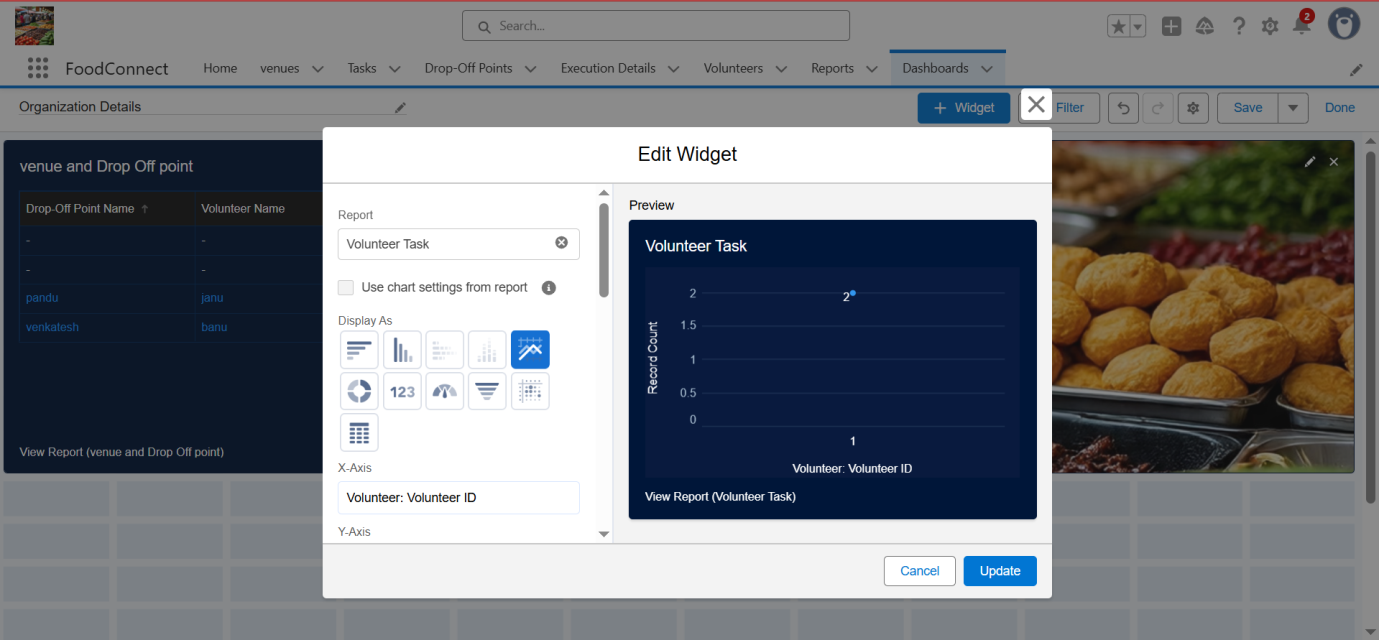 Search...
2
FoodConnect
Home
venues
Tasks
Drop-Off Points
Execution Details
Volunteers
Reports
Dashboards
Organization Details
+ Widget
Filter
Save
Done
venue and Drop Off point
Drop-Off Point Name ↑
Volunteer Name
-
-
-
-
pandu
janu
venkatesh
banu
View Report (venue and Drop Off point)
Edit Widget
Report
Volunteer Task
Use chart settings from report
Display As
123
X-Axis
Volunteer: Volunteer ID
Y-Axis
Preview
Volunteer Task
Record Count
2
1.5
1
0.5
0
2
1
Volunteer: Volunteer ID
View Report (Volunteer Task)
Cancel
Update